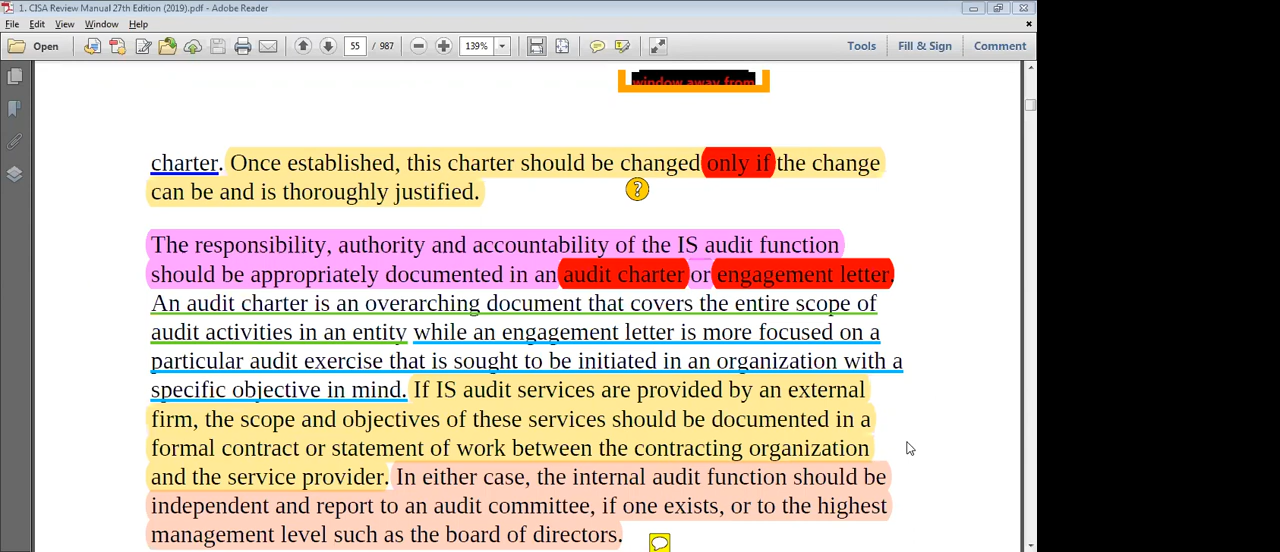 1. CISA Review Manual 27th Edition (2019).pdf - Adobe Reader
File Edit View Window Help
Open 55 / 987 139% Tools Fill & Sign Comment
window away from
charter. Once established, this charter should be changed only if the change
can be and is thoroughly justified.
?
The responsibility, authority and accountability of the IS audit function
should be appropriately documented in an audit charter or engagement letter.
An audit charter is an overarching document that covers the entire scope of
audit activities in an entity while an engagement letter is more focused on a
particular audit exercise that is sought to be initiated in an organization with a
specific objective in mind. If IS audit services are provided by an external
firm, the scope and objectives of these services should be documented in a
formal contract or statement of work between the contracting organization
and the service provider. In either case, the internal audit function should be
independent and report to an audit committee, if one exists, or to the highest
management level such as the board of directors.